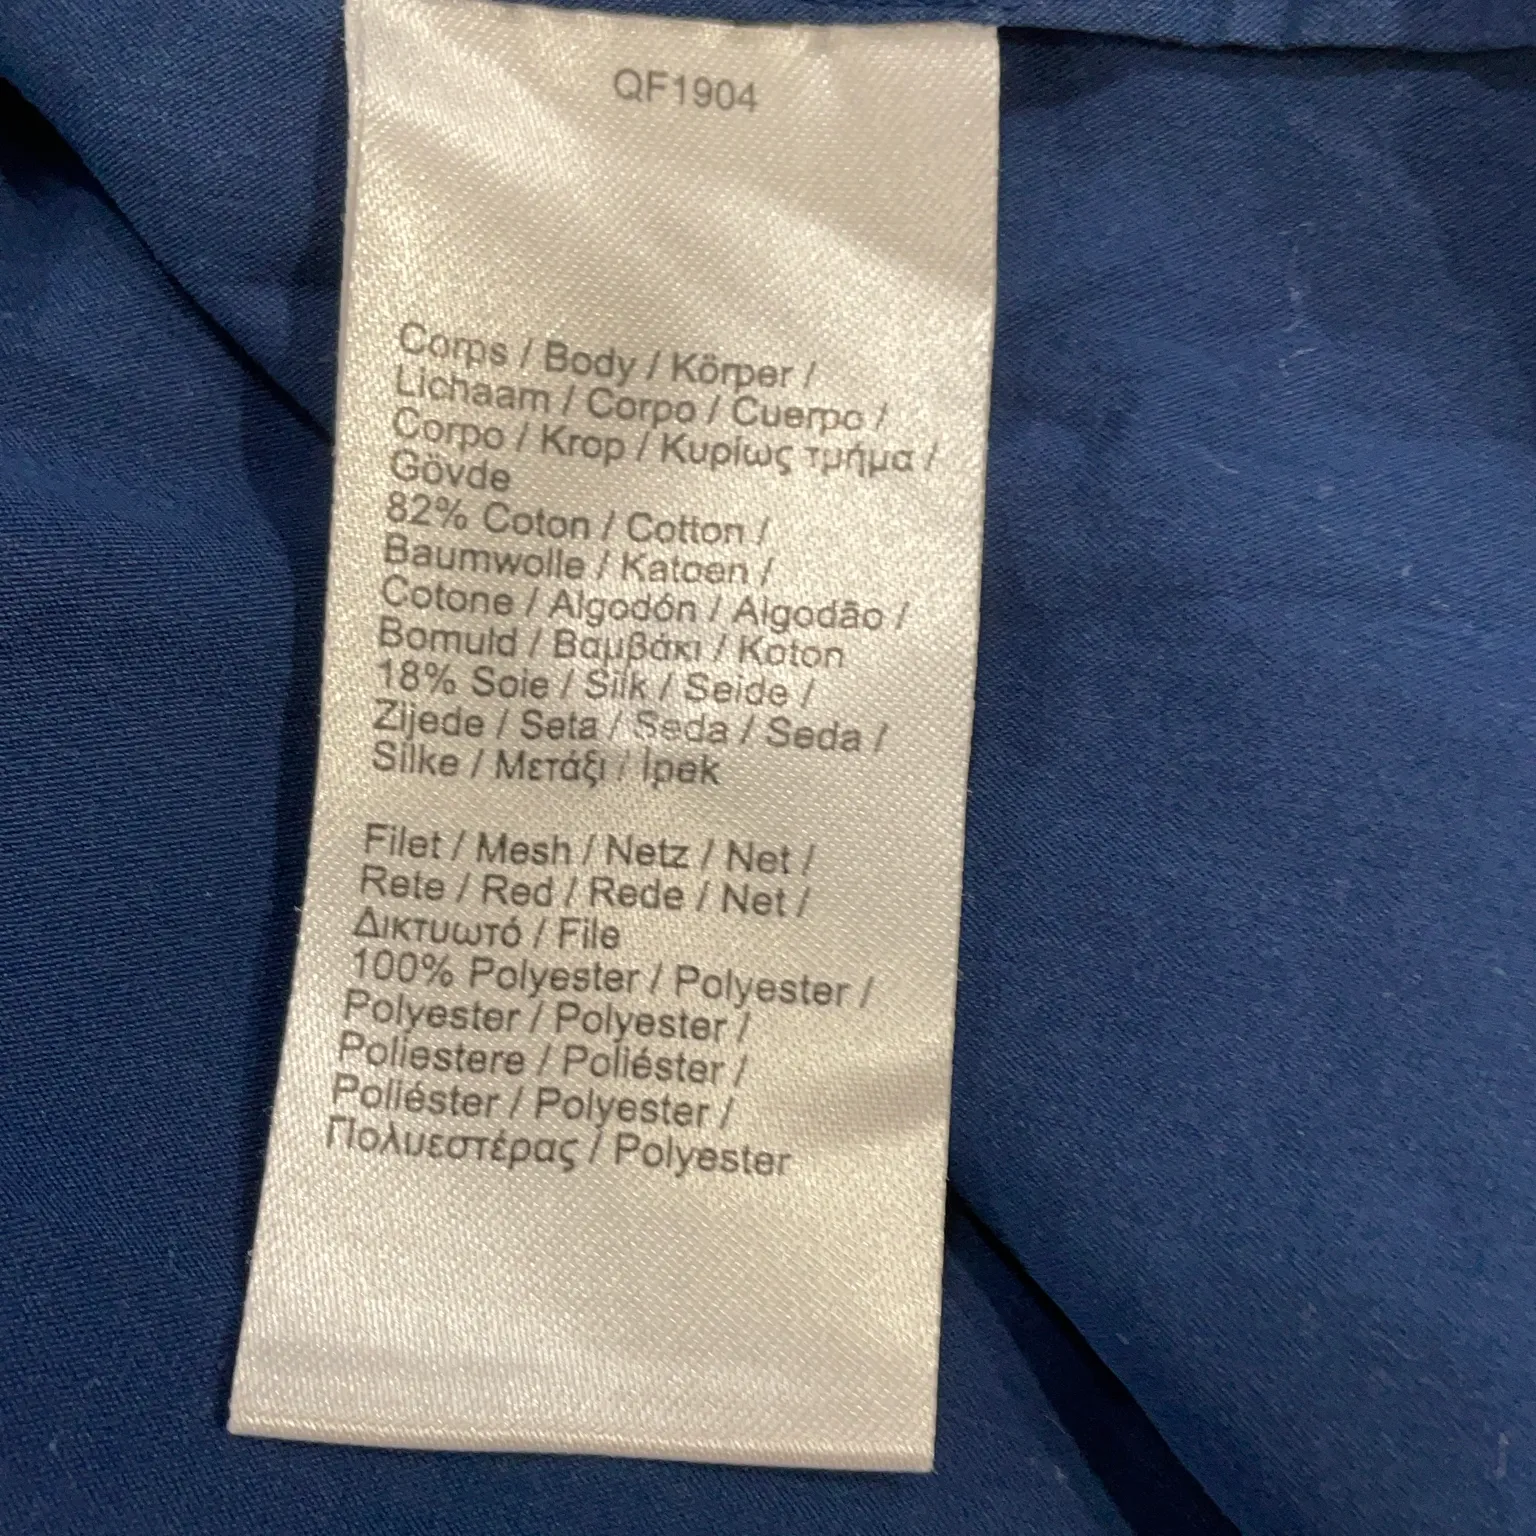 QF1904
Corps / Body / Körper /
Lichaam / Corpo / Cuerpo /
Corpo / Krop / Κυρίως τμήμα /
Gövde
82% Coton / Cotton /
Baumwolle / Katoen /
Cotone / Algodón / Algodão /
Bomuld / Βαμβάκι / Koton
18% Soie / Silk / Seide /
Zijede / Seta / Seda / Seda /
Silke / Μετάξι / İpek
Filet / Mesh / Netz / Net /
Rete / Red / Rede / Net /
Δικτυωτό / File
100% Polyester / Polyester /
Polyester / Polyester /
Poliestere / Poliéster /
Poliéster / Polyester /
Πολυεστέρας / Polyester